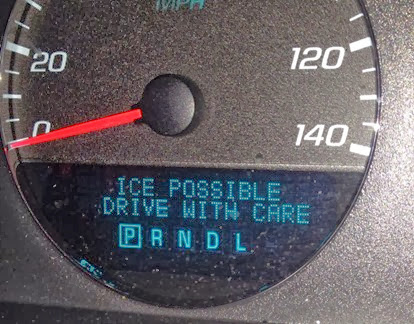 MPH
20
120
0
140
ICE POSSIBLE
DRIVE WITH CARE
P R N D L